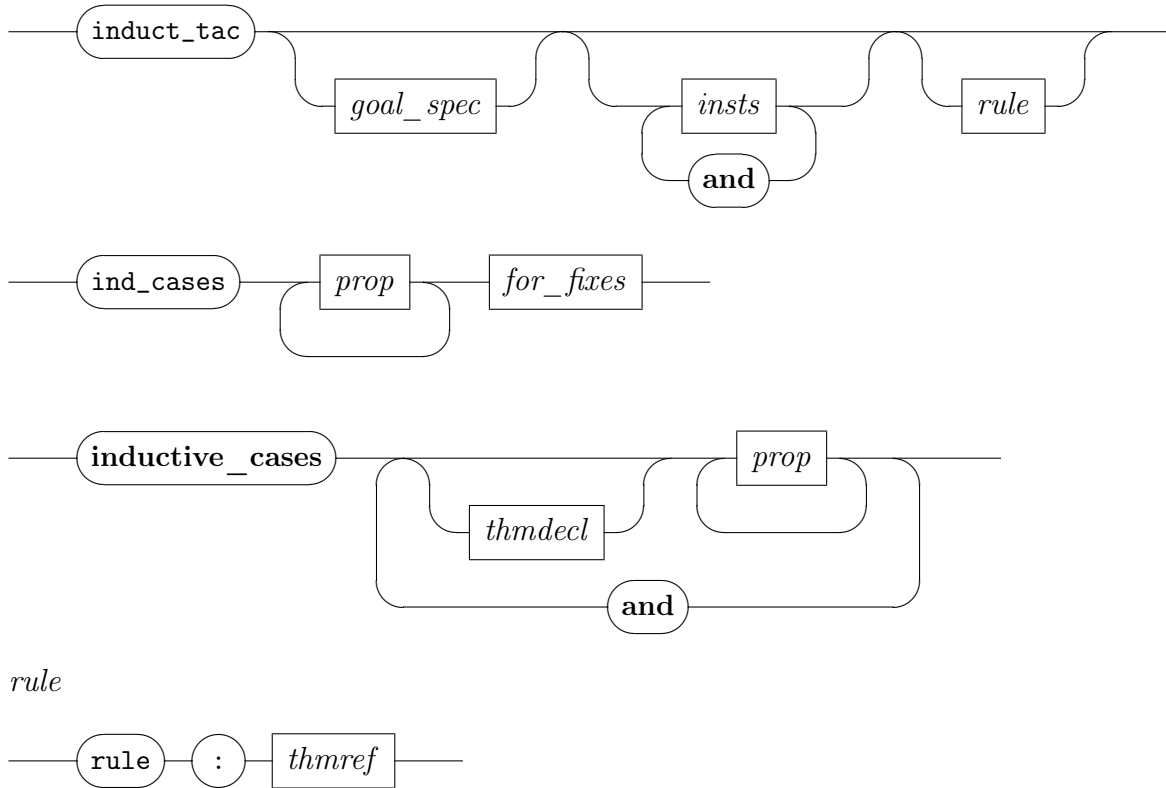 induct_tac
goal_spec insts rule
and
ind_cases prop for_fixes
inductive_cases prop
thmdecl
and
rule
rule : thmref